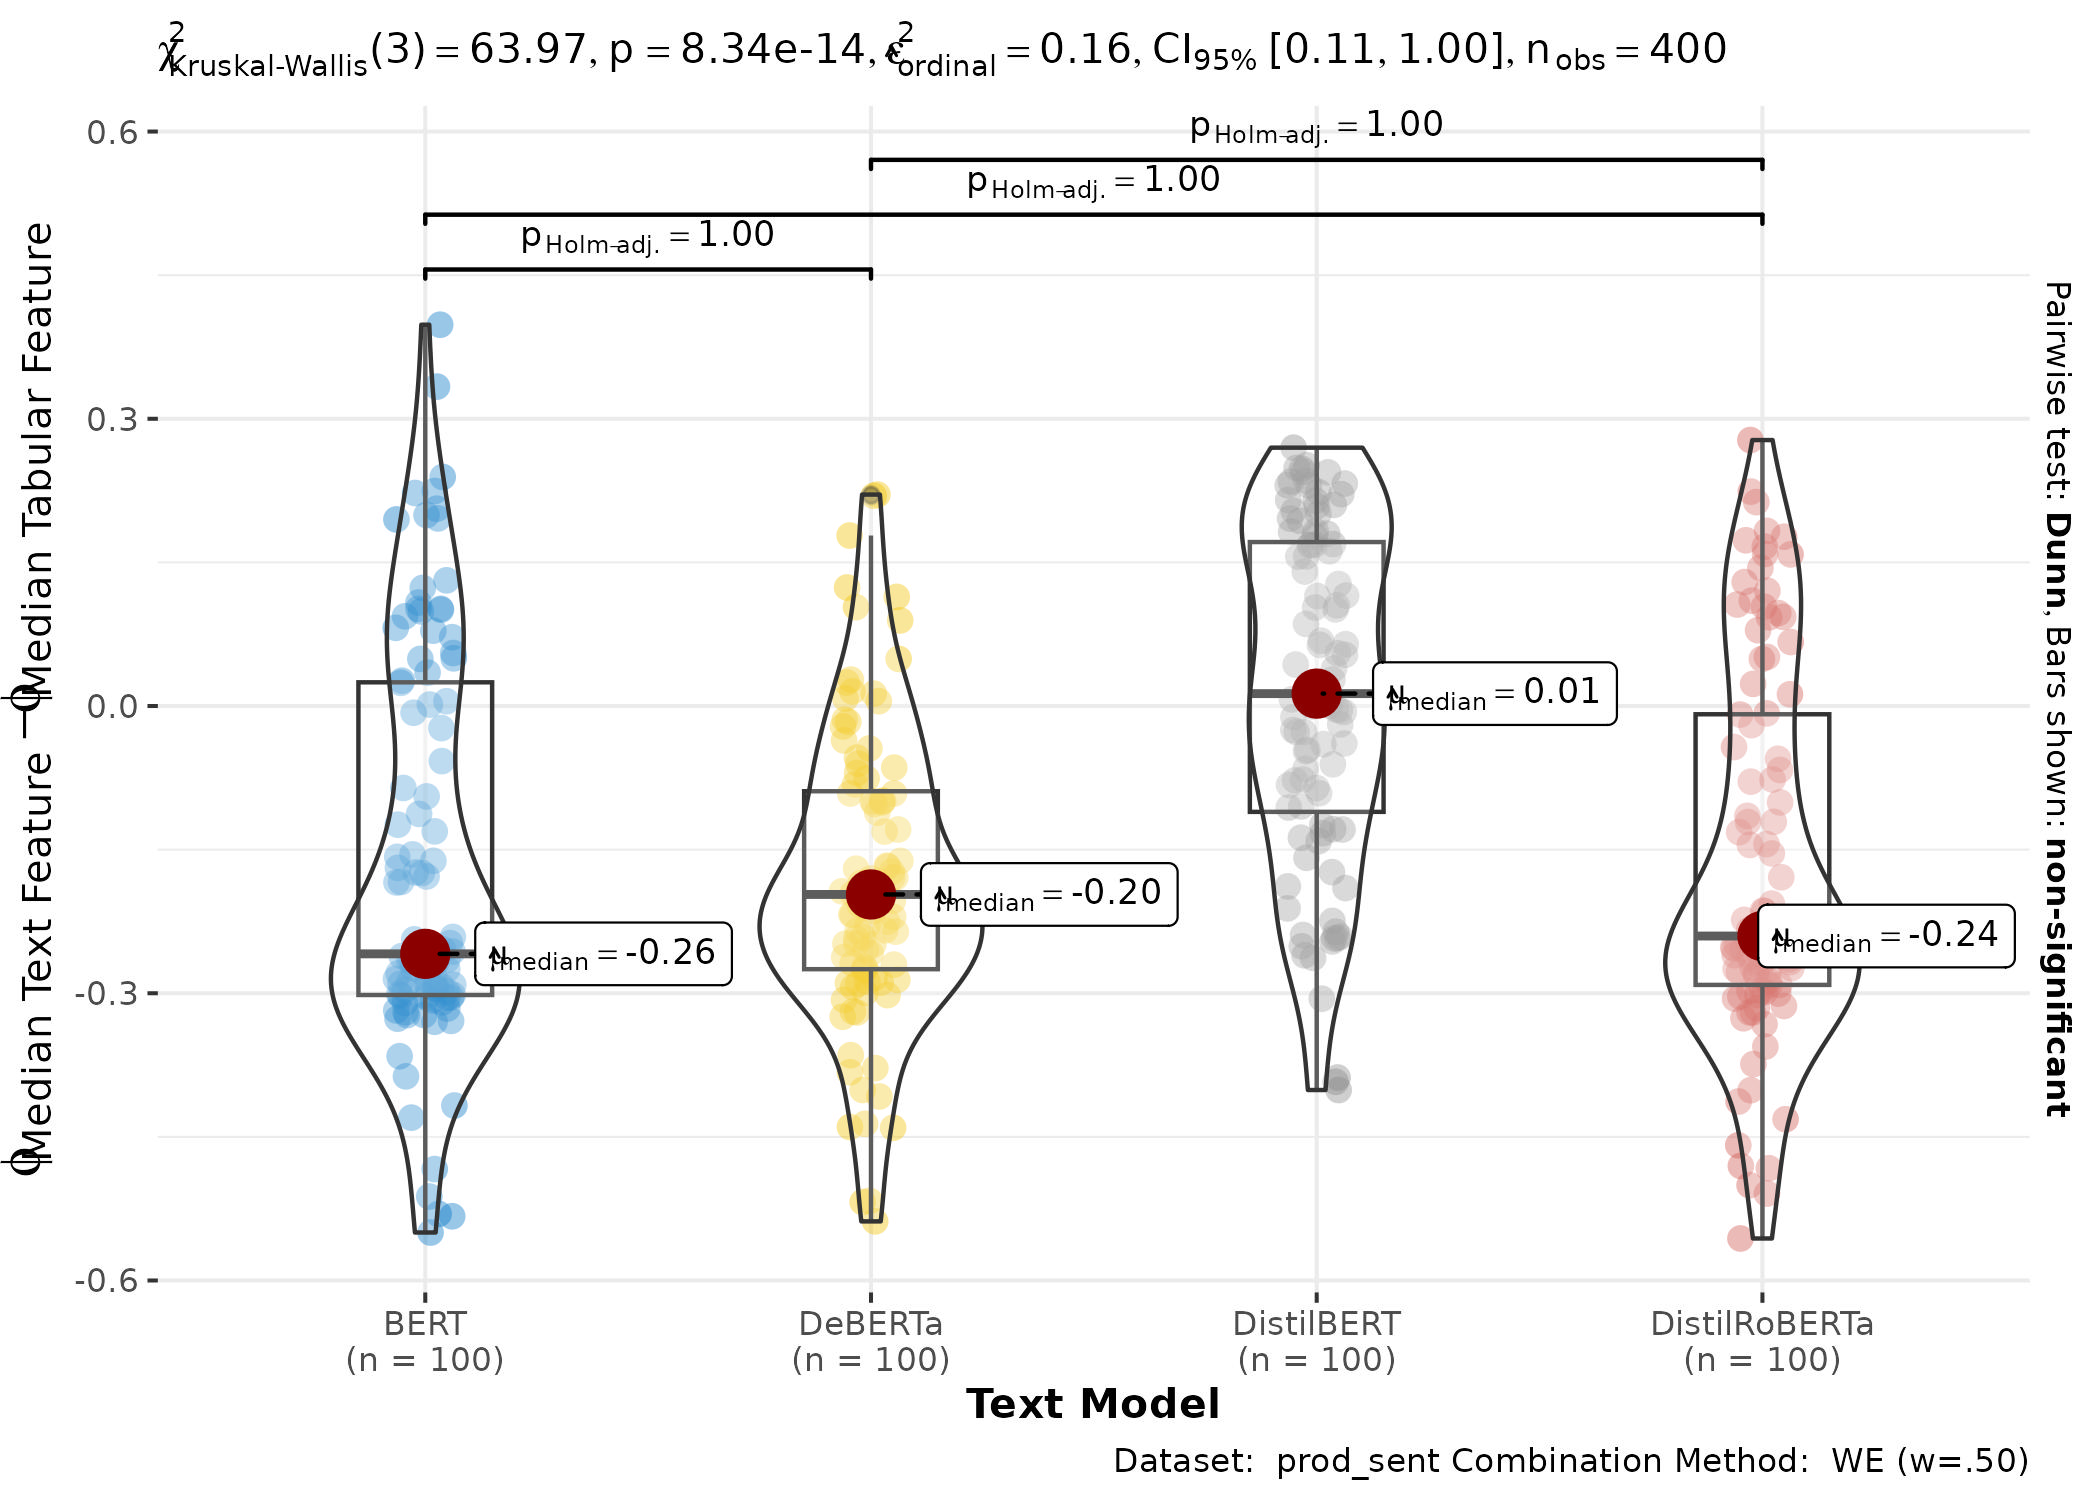 χ²Kruskal-Wallis(3) = 63.97, p = 8.34e-14, ε̂²ordinal = 0.16, CI95% [0.11, 1.00], nobs = 400
pHolm-adj. = 1.00
pHolm-adj. = 1.00
pHolm-adj. = 1.00
0.6
0.3
0.0
-0.3
-0.6
ϕMedian Text Feature − ϕMedian Tabular Feature
μ̂median = -0.26
μ̂median = -0.20
μ̂median = 0.01
μ̂median = -0.24
Pairwise test: Dunn, Bars shown: non-significant
BERT
(n = 100)
DeBERTa
(n = 100)
DistilBERT
(n = 100)
DistilRoBERTa
(n = 100)
Text Model
Dataset: prod_sent Combination Method: WE (w=.50)